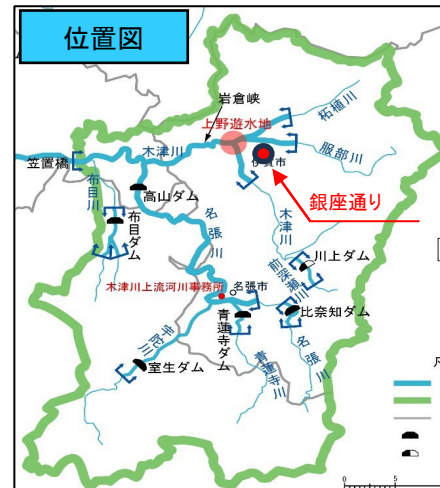 位置図
岩倉峡
上野遊水地
柘植川
服部川
伊賀市
笠置橋
木津川
布目川
高山ダム
銀座通り
木津川
布目ダム
名張川
川上ダム
前深瀬川
木津川上流河川事務所
名張市
比奈知ダム
青蓮寺ダム
宇陀川
室生ダム
青蓮寺川
名張川
0
5